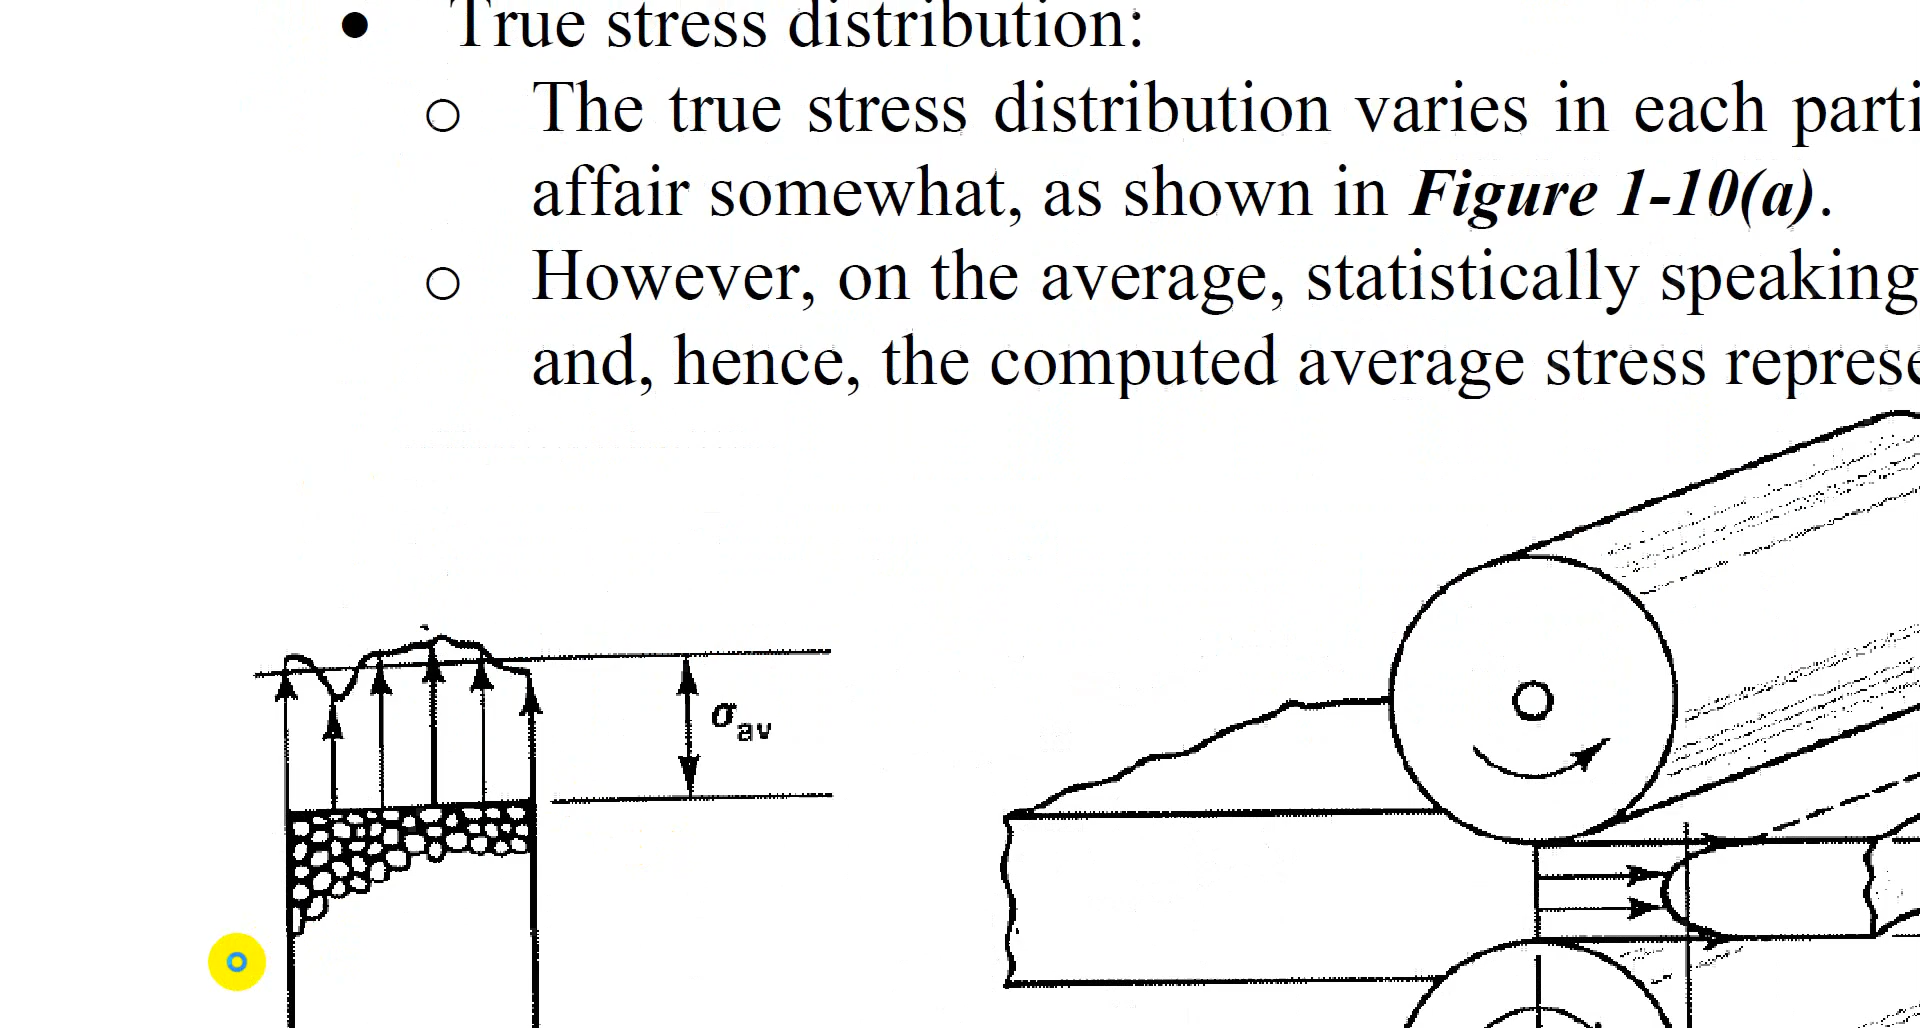 • True stress distribution:
o The true stress distribution varies in each parti
affair somewhat, as shown in Figure 1-10(a).
o However, on the average, statistically speaking
and, hence, the computed average stress represe
σav